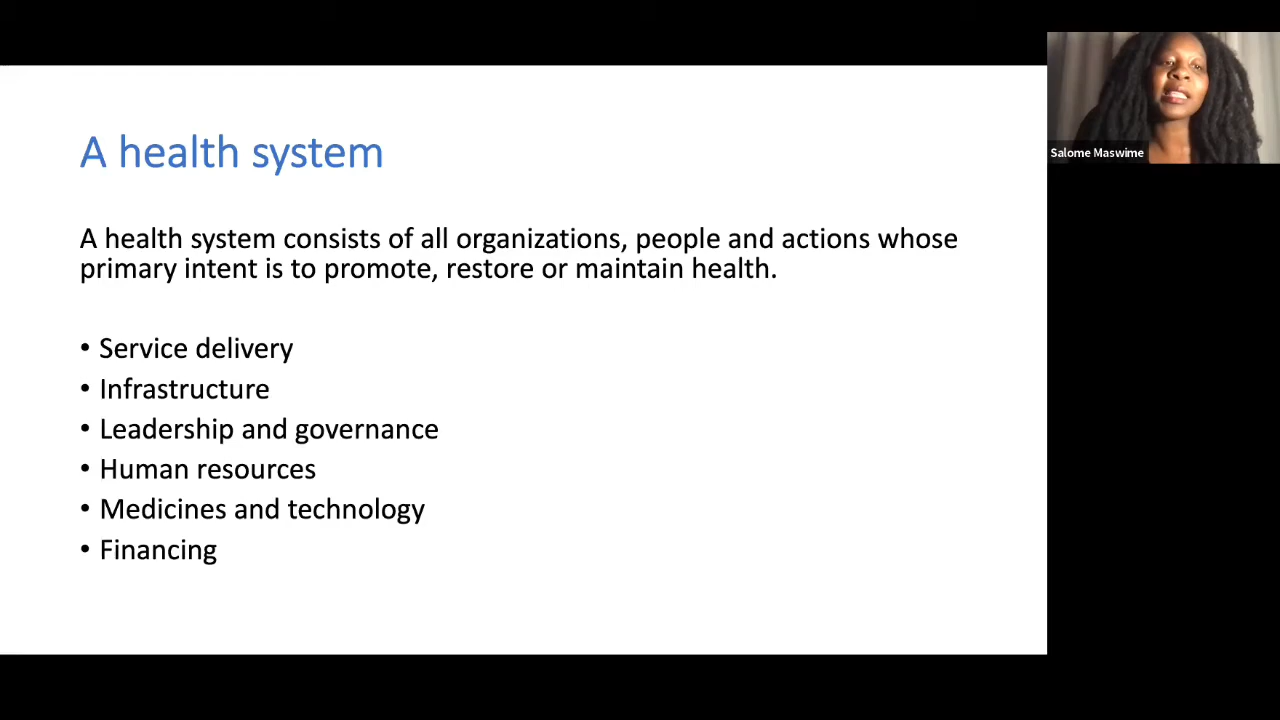 A health system
A health system consists of all organizations, people and actions whose
primary intent is to promote, restore or maintain health.
• Service delivery
• Infrastructure
• Leadership and governance
• Human resources
• Medicines and technology
• Financing
Salome Maswime